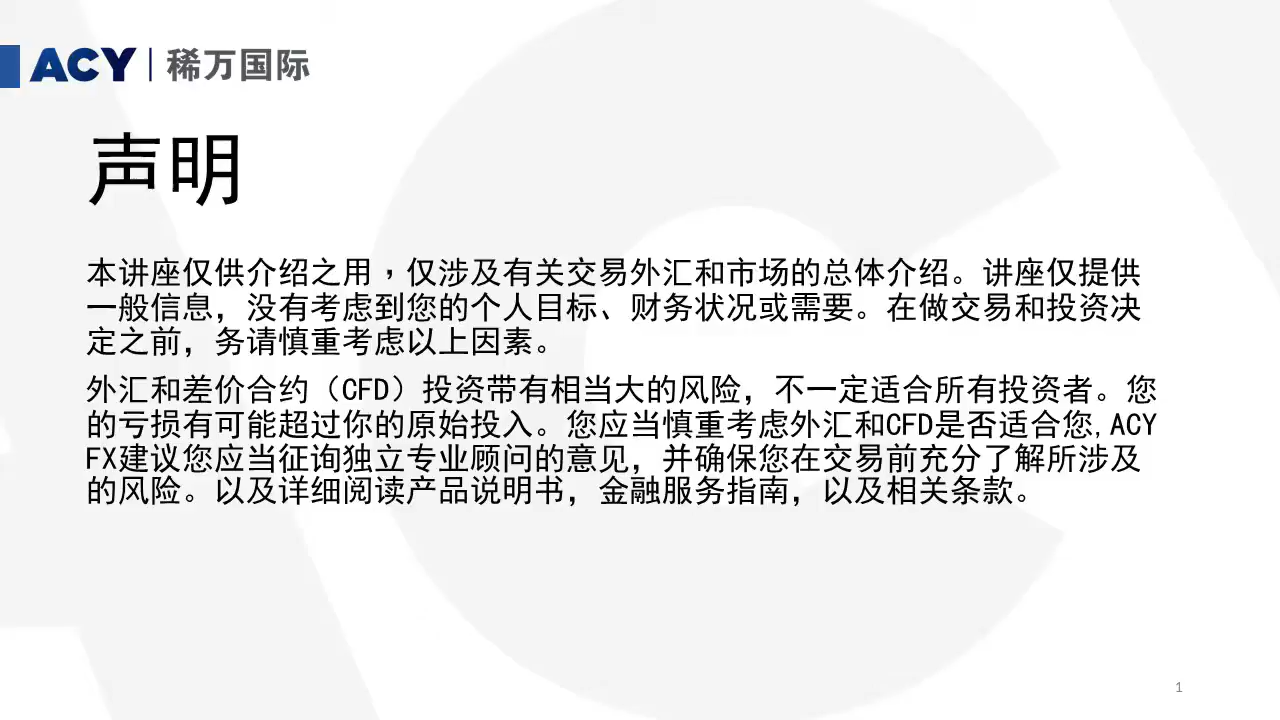 ACY | 稀万国际
声明
本讲座仅供介绍之用，仅涉及有关交易外汇和市场的总体介绍。讲座仅提供
一般信息，没有考虑到您的个人目标、财务状况或需要。在做交易和投资决
定之前，务请慎重考虑以上因素。
外汇和差价合约（CFD）投资带有相当大的风险，不一定适合所有投资者。您
的亏损有可能超过你的原始投入。您应当慎重考虑外汇和CFD是否适合您,ACY
FX建议您应当征询独立专业顾问的意见，并确保您在交易前充分了解所涉及
的风险。以及详细阅读产品说明书，金融服务指南，以及相关条款。
1